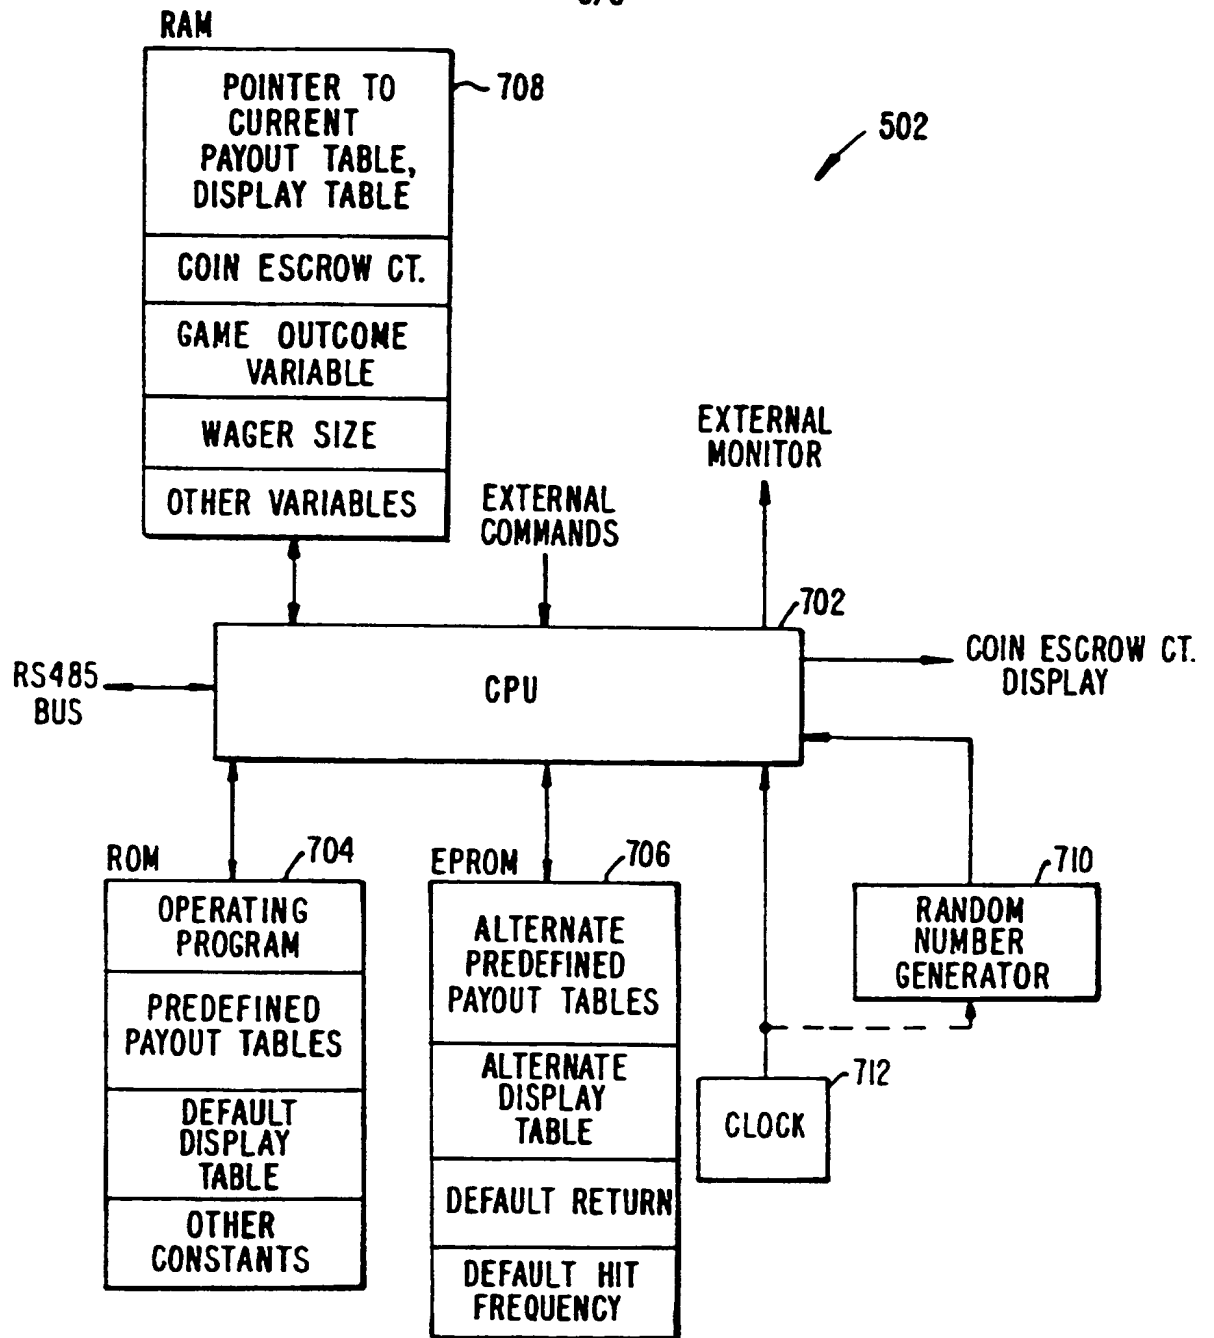 RAM
708
POINTER TO
CURRENT
PAYOUT TABLE,
DISPLAY TABLE
502
COIN ESCROW CT.
GAME OUTCOME
VARIABLE
WAGER SIZE
OTHER VARIABLES
EXTERNAL
COMMANDS
EXTERNAL
MONITOR
702
CPU
RS485
BUS
COIN ESCROW CT.
DISPLAY
ROM
704
OPERATING
PROGRAM
PREDEFINED
PAYOUT TABLES
DEFAULT
DISPLAY
TABLE
OTHER
CONSTANTS
EPROM
706
ALTERNATE
PREDEFINED
PAYOUT TABLES
ALTERNATE
DISPLAY
TABLE
DEFAULT RETURN
DEFAULT HIT
FREQUENCY
710
RANDOM
NUMBER
GENERATOR
712
CLOCK